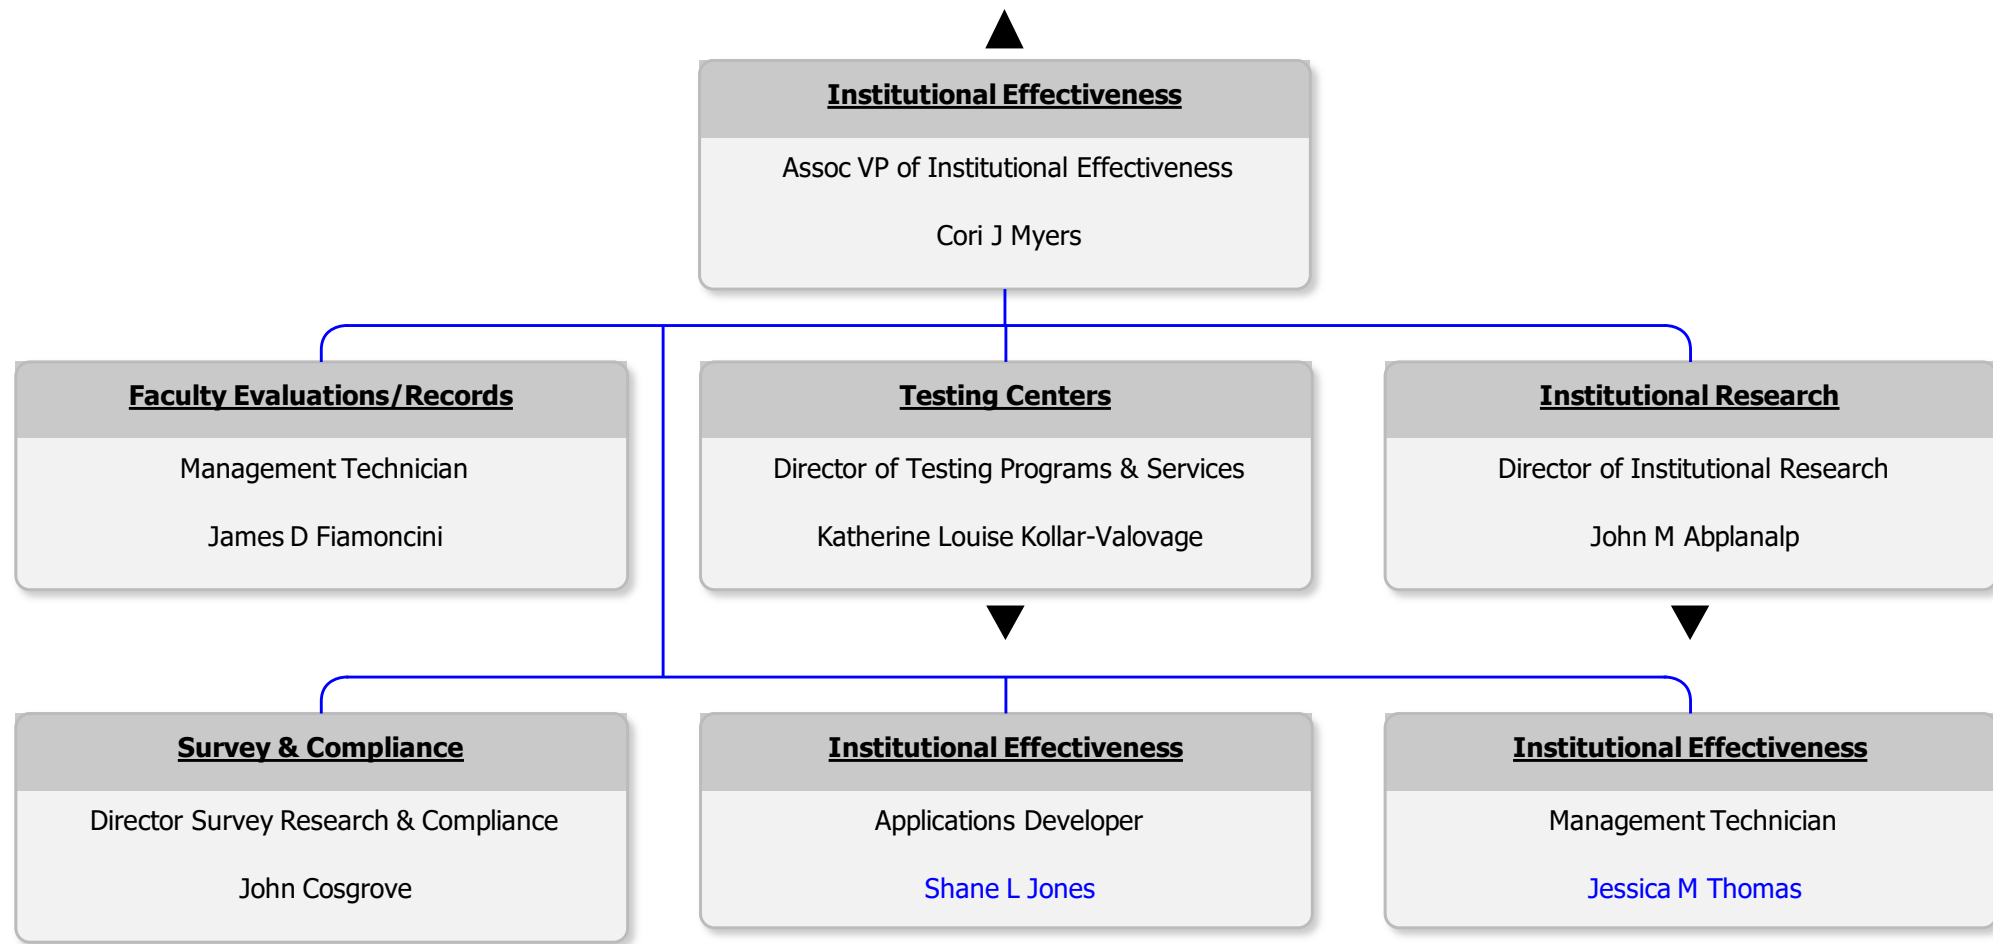 Institutional Effectiveness
Assoc VP of Institutional Effectiveness
Cori J Myers
Faculty Evaluations/Records
Management Technician
James D Fiamoncini
Testing Centers
Director of Testing Programs & Services
Katherine Louise Kollar-Valovage
Institutional Research
Director of Institutional Research
John M Abplanalp
Survey & Compliance
Director Survey Research & Compliance
John Cosgrove
Institutional Effectiveness
Applications Developer
Shane L Jones
Institutional Effectiveness
Management Technician
Jessica M Thomas